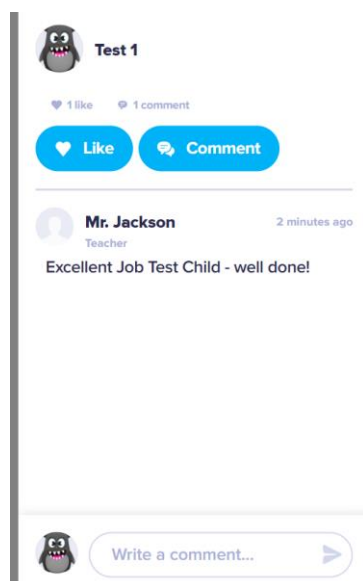 Test 1
1 like 1 comment
Like Comment
Mr. Jackson 2 minutes ago
Teacher
Excellent Job Test Child - well done!
Write a comment...